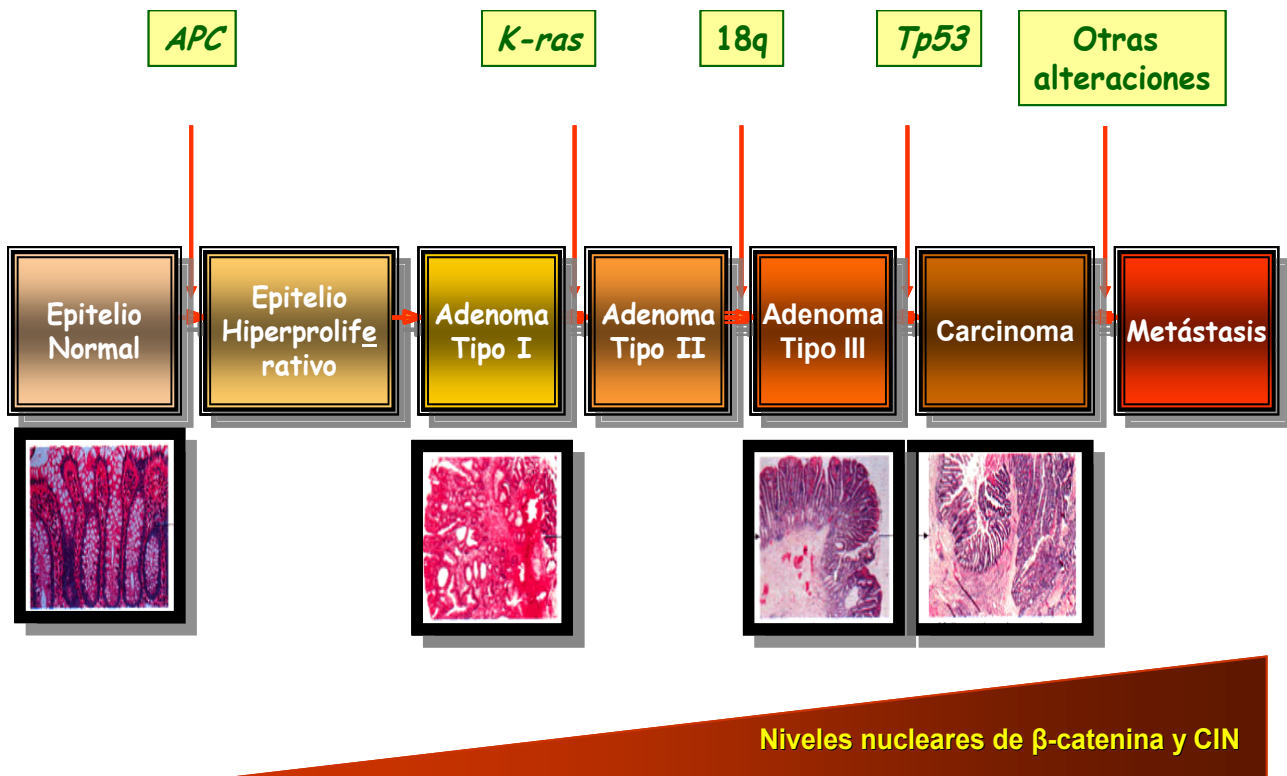 APC
K-ras
18q
Tp53
Otras
alteraciones
Epitelio
Normal
Epitelio
Hiperprolife
rativo
Adenoma
Tipo I
Adenoma
Tipo II
Adenoma
Tipo III
Carcinoma
Metástasis
Niveles nucleares de β-catenina y CIN